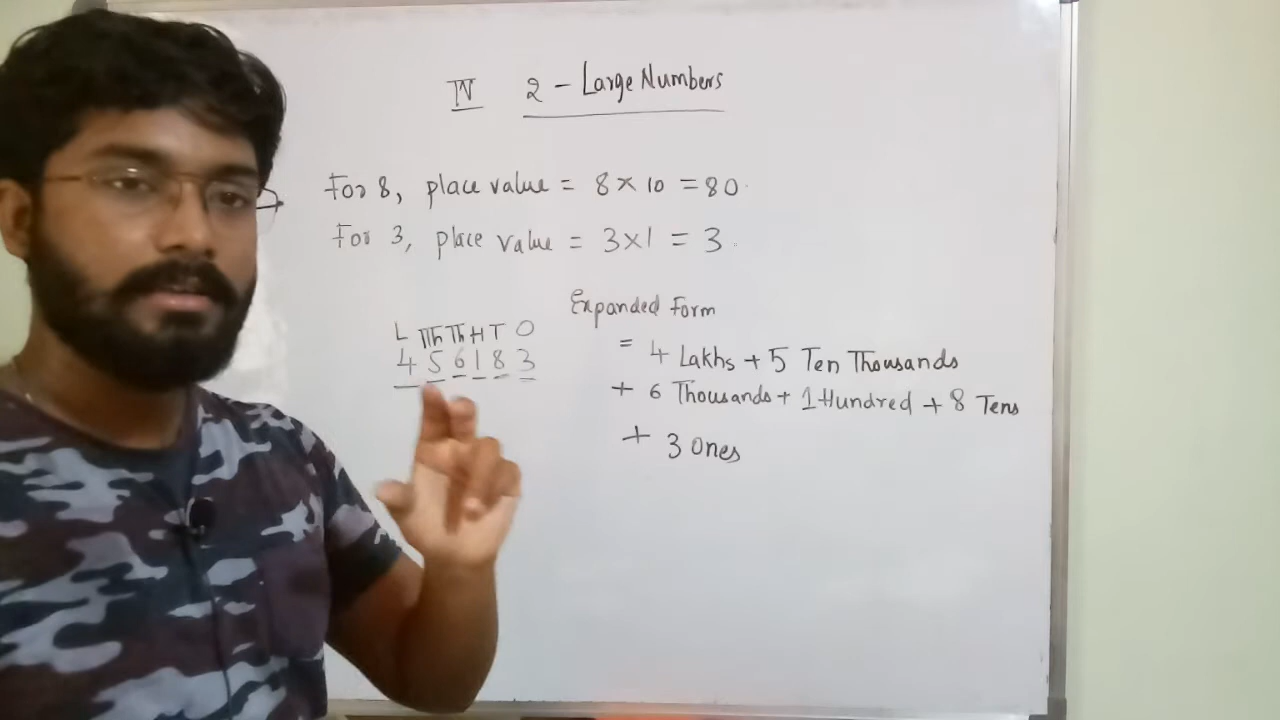 IV 2 - Large Numbers
For 8, place value = 8 × 10 = 80.
For 3, place value = 3 × 1 = 3.
L TTh Th H T O
4 5 6 1 8 3
Expanded Form
= 4 Lakhs + 5 Ten Thousands
+ 6 Thousands + 1 Hundred + 8 Tens
+ 3 Ones